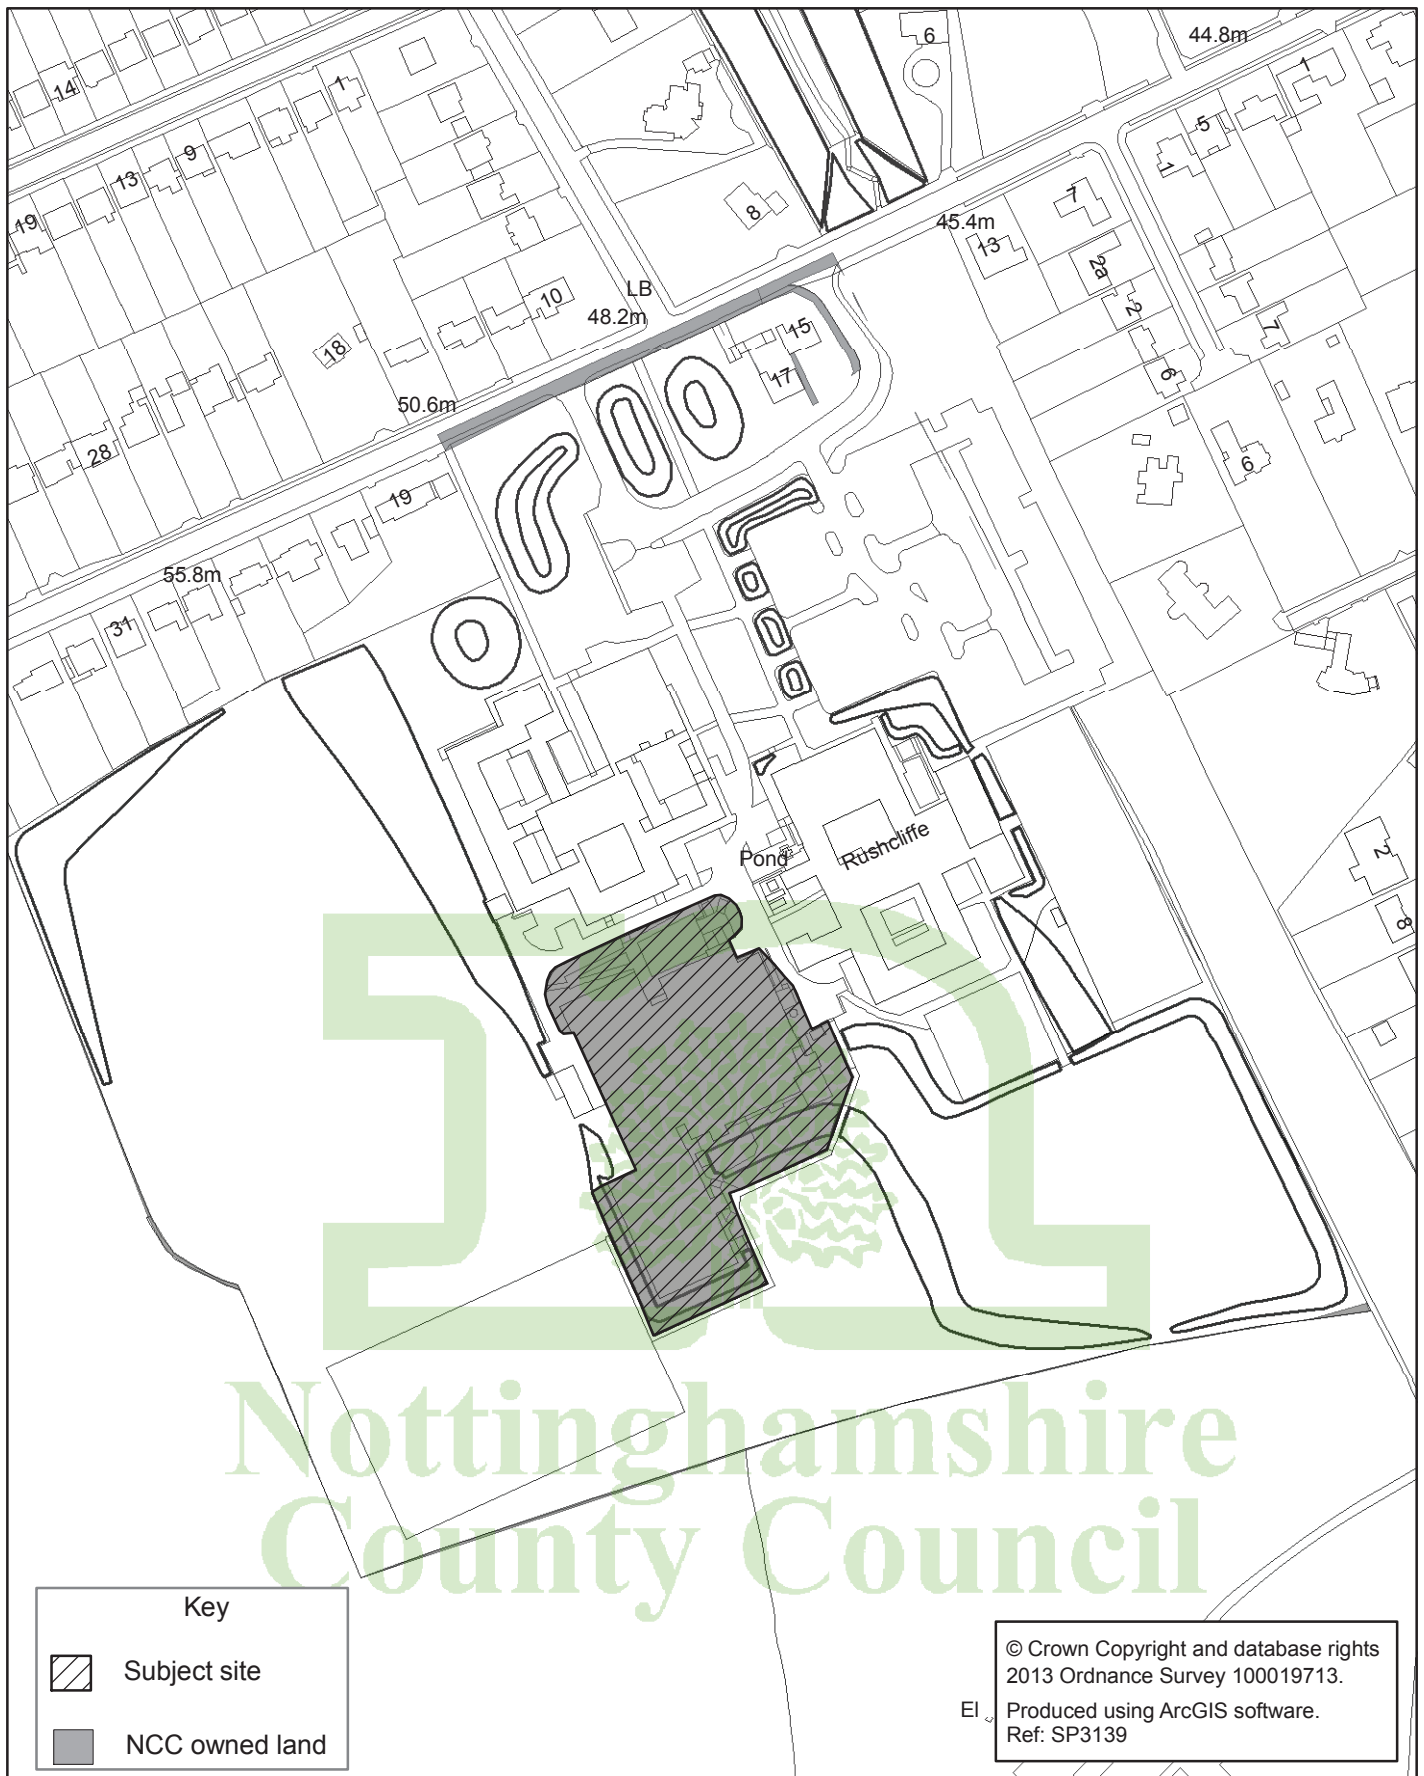 6
44.8m
14
1
1
5
9
1
13
7
8
45.4m
19
13
2a
LB
10
2
48.2m
15
7
18
17
6
50.6m
28
6
19
55.8m
31
Rushcliffe
Pond
2
8
Nottinghamshire
County Council
Key
Subject site
NCC owned land
© Crown Copyright and database rights
2013 Ordnance Survey 100019713.
El
Produced using ArcGIS software.
Ref: SP3139